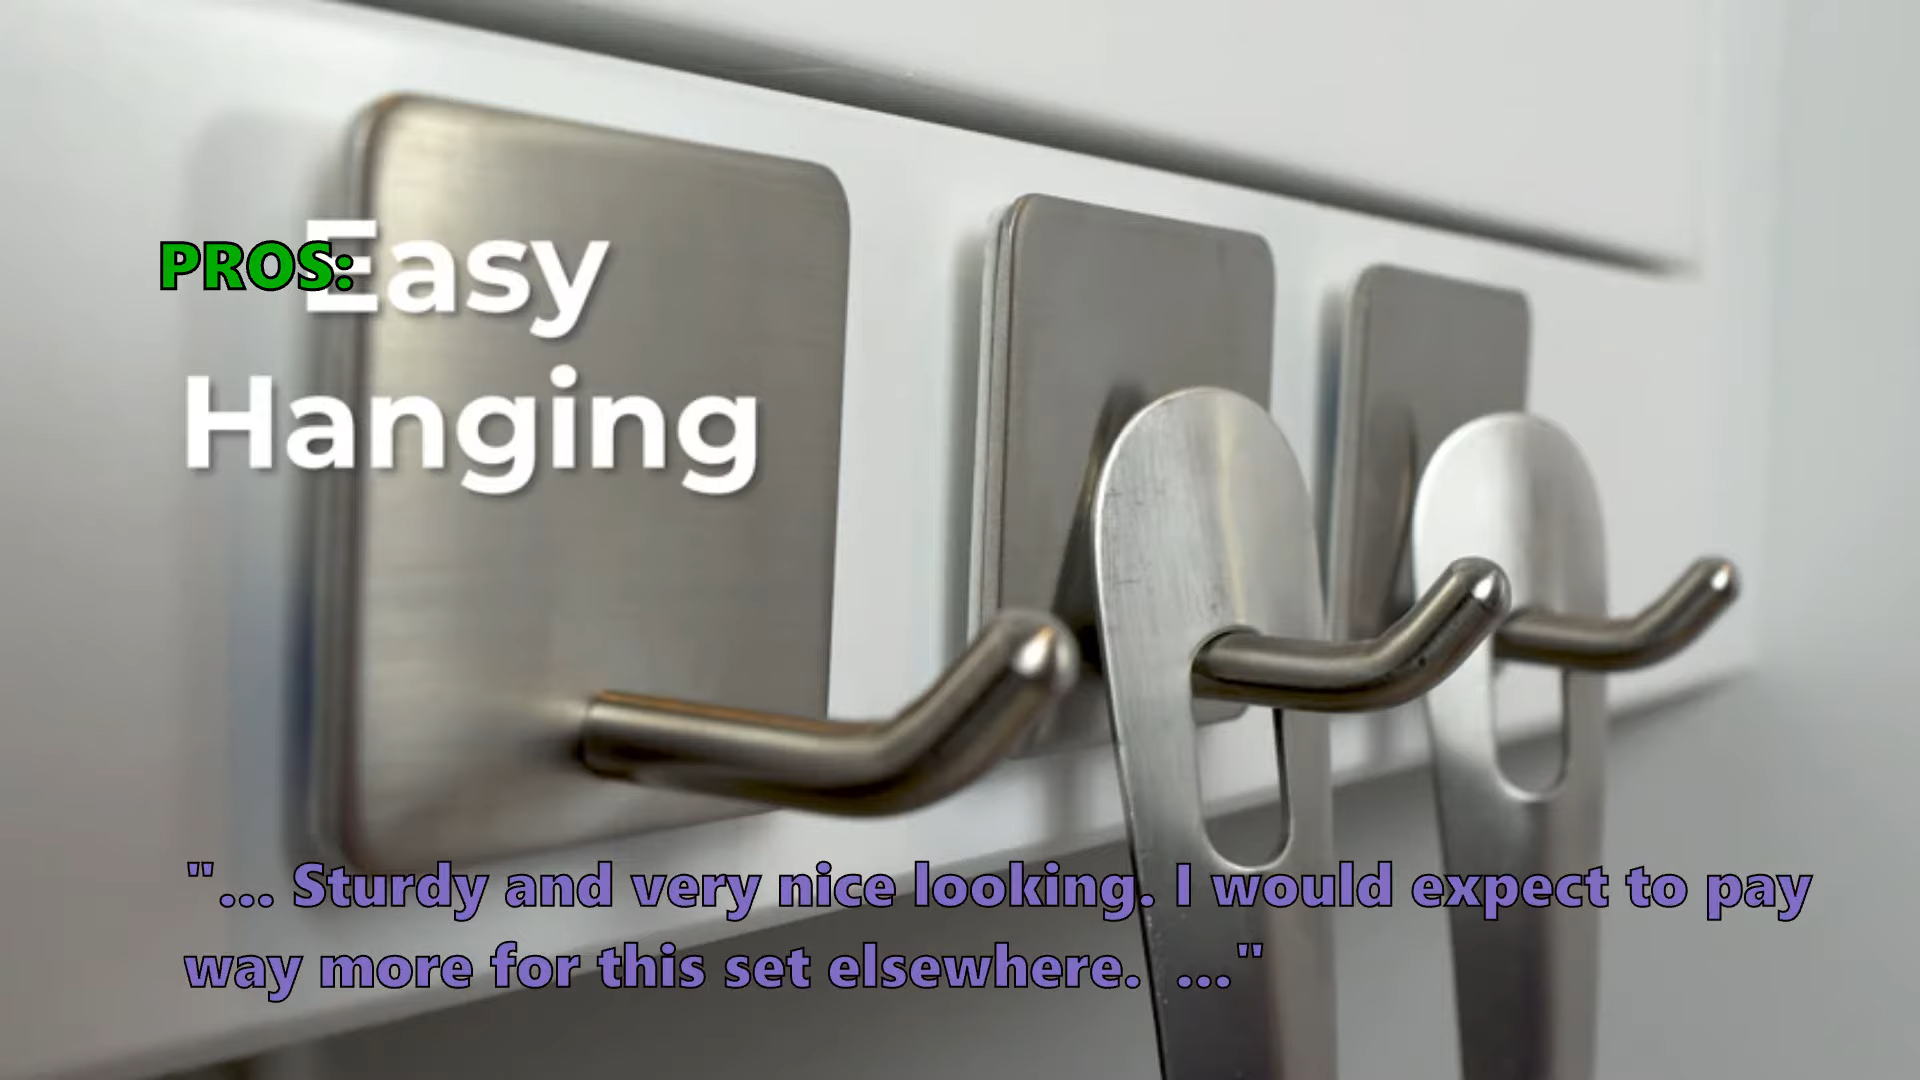 PROS:
Easy
Hanging
"... Sturdy and very nice looking. I would expect to pay
way more for this set elsewhere.  ..."